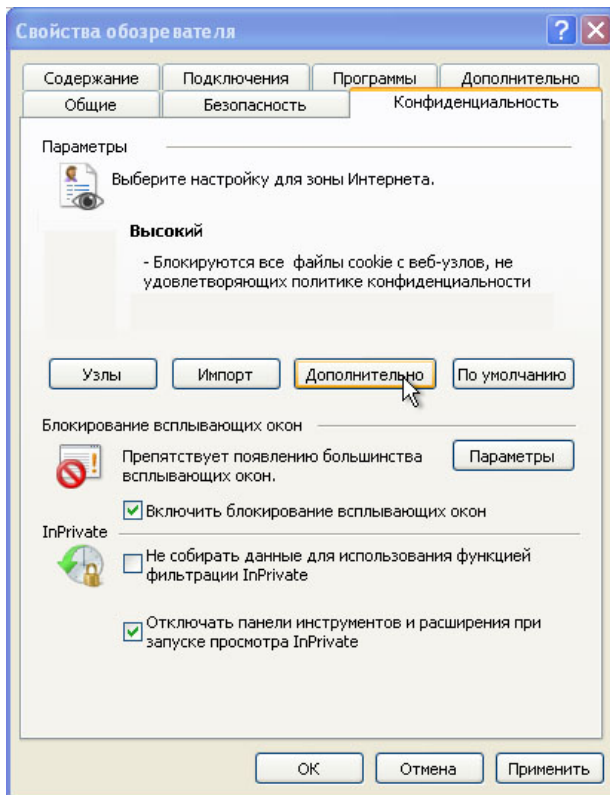 Свойства обозревателя
Содержание Подключения Программы Дополнительно
Общие Безопасность Конфиденциальность
Параметры
Выберите настройку для зоны Интернета.
Высокий
- Блокируются все файлы cookie с веб-узлов, не
удовлетворяющих политике конфиденциальности
Узлы Импорт Дополнительно По умолчанию
Блокирование всплывающих окон
Препятствует появлению большинства
всплывающих окон.
Параметры
Включить блокирование всплывающих окон
InPrivate
Не собирать данные для использования функцией
фильтрации InPrivate
Отключать панели инструментов и расширения при
запуске просмотра InPrivate
ОК Отмена Применить